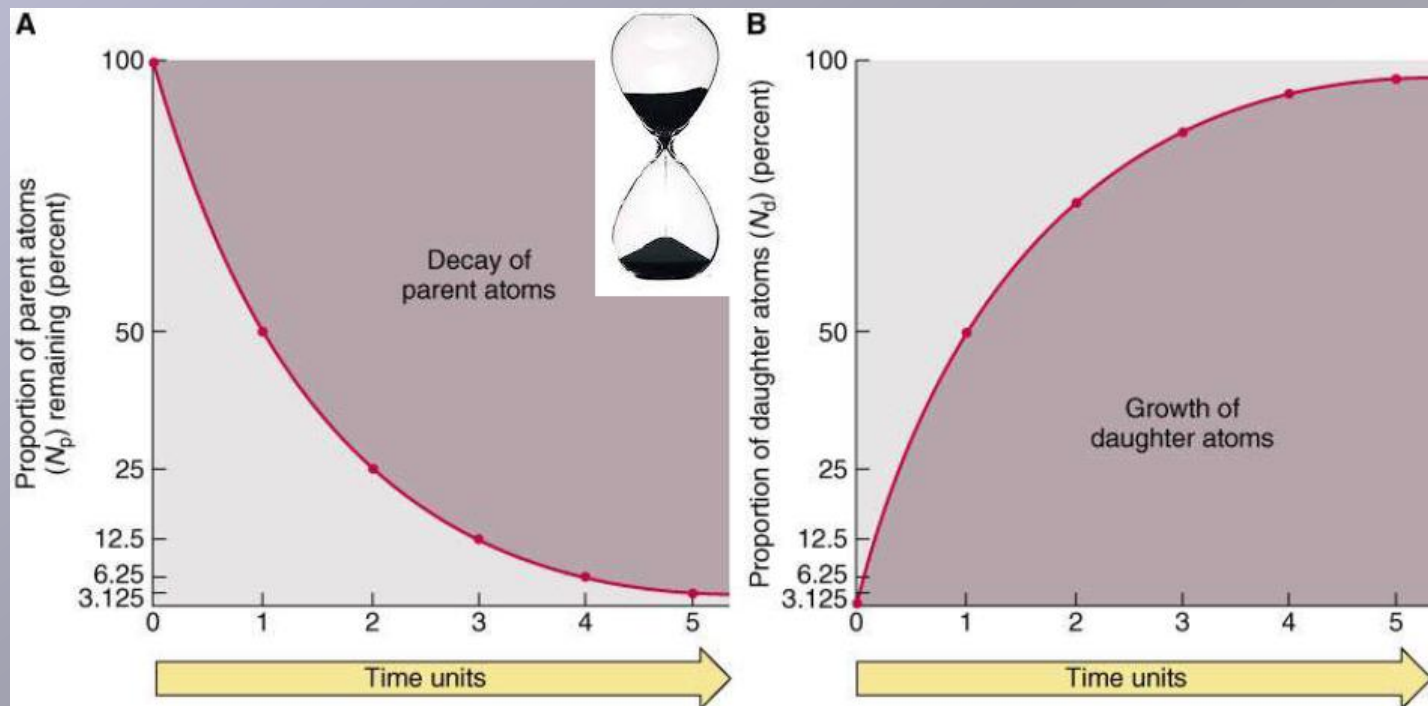 A
Proportion of parent atoms
(Np) remaining (percent)
100
50
25
12.5
6.25
3.125
Decay of
parent atoms
0 1 2 3 4 5
Time units
B
Proportion of daughter atoms (Nd) (percent)
100
50
25
12.5
6.25
3.125
Growth of
daughter atoms
0 1 2 3 4 5
Time units